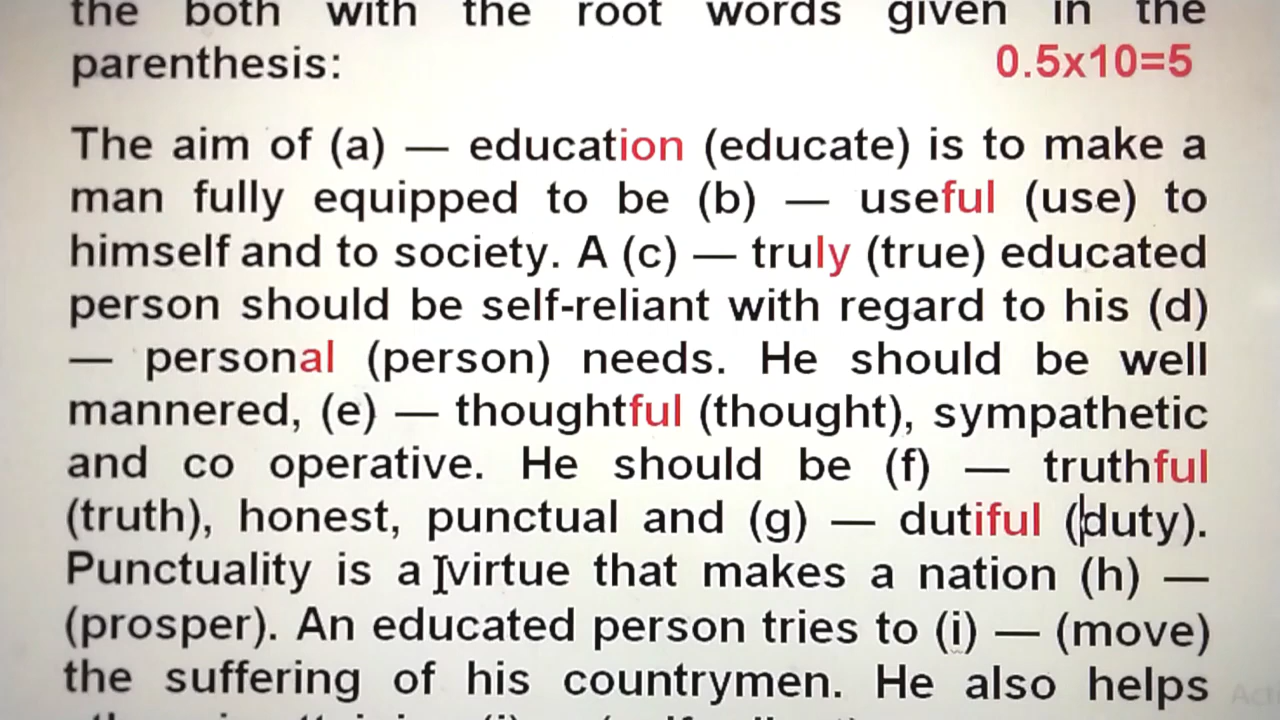 the both with the root words given in the
parenthesis: 0.5x10=5
The aim of (a) — education (educate) is to make a
man fully equipped to be (b) — useful (use) to
himself and to society. A (c) — truly (true) educated
person should be self-reliant with regard to his (d)
— personal (person) needs. He should be well
mannered, (e) — thoughtful (thought), sympathetic
and co operative. He should be (f) — truthful
(truth), honest, punctual and (g) — dutiful (duty).
Punctuality is a virtue that makes a nation (h) —
(prosper). An educated person tries to (i) — (move)
the suffering of his countrymen. He also helps